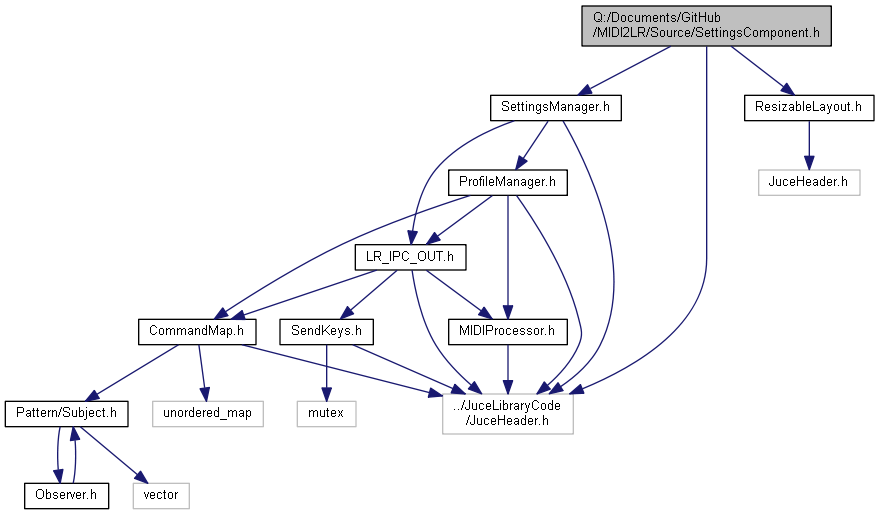 Q:/Documents/GitHub
/MIDI2LR/Source/SettingsComponent.h
SettingsManager.h
ResizableLayout.h
ProfileManager.h
JuceHeader.h
LR_IPC_OUT.h
CommandMap.h
SendKeys.h
MIDIProcessor.h
Pattern/Subject.h
unordered_map
mutex
../JuceLibraryCode
/JuceHeader.h
Observer.h
vector